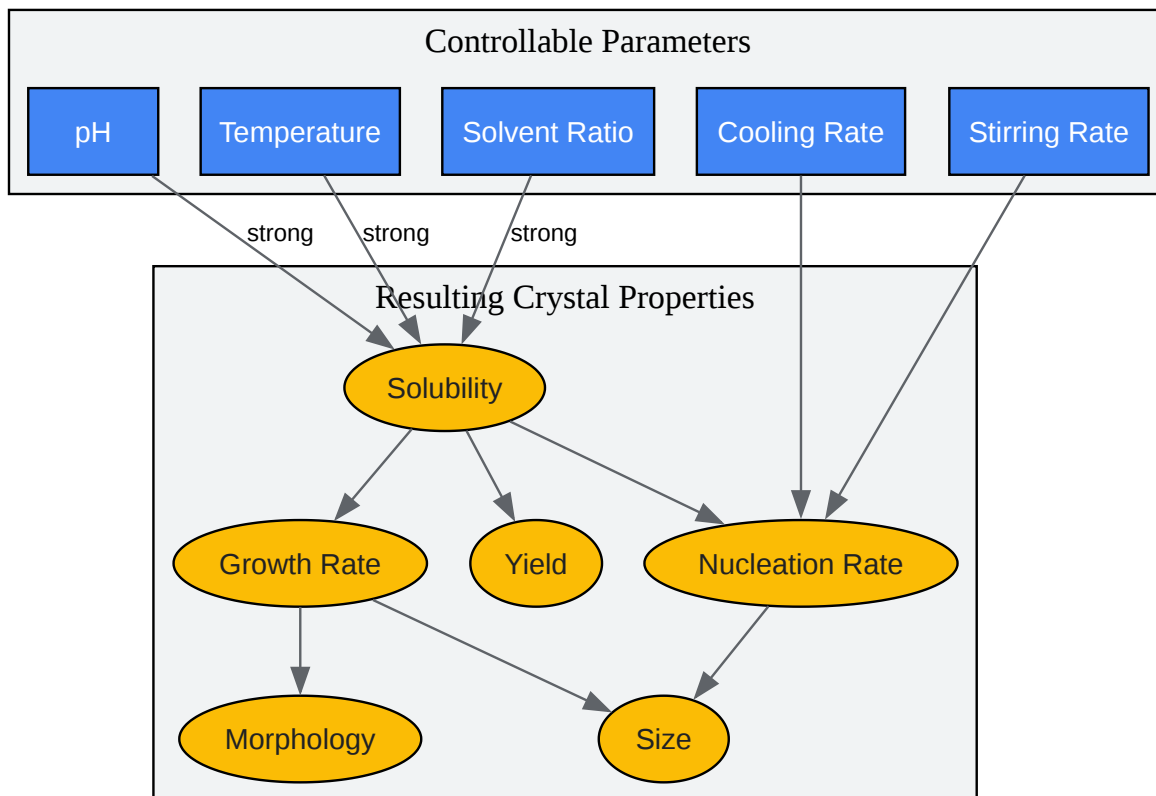 Controllable Parameters
pH
Temperature
Solvent Ratio
Cooling Rate
Stirring Rate
strong
strong
strong
Resulting Crystal Properties
Solubility
Growth Rate
Yield
Nucleation Rate
Morphology
Size